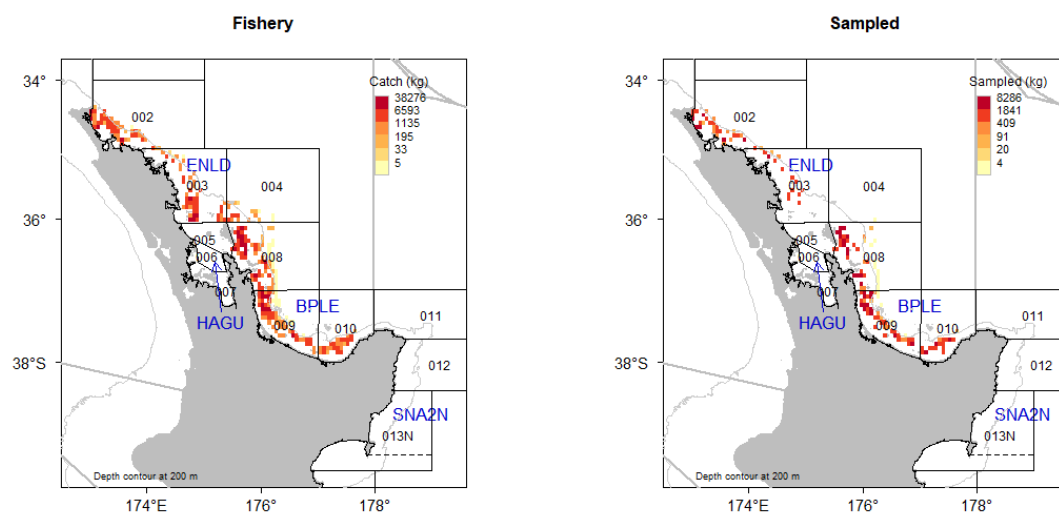 Fishery
34°
36°
38°S
Catch (kg)
38276
6593
1135
195
33
5
002
ENLD
003
004
005
006
008
007
HAGU
BPLE
009
010
011
012
SNA2N
013N
Depth contour at 200 m
174°E
176°
178°
Sampled
34°
36°
38°S
Sampled (kg)
8286
1841
409
91
20
4
002
ENLD
003
004
005
006
008
007
HAGU
BPLE
009
010
011
012
SNA2N
013N
Depth contour at 200 m
174°E
176°
178°